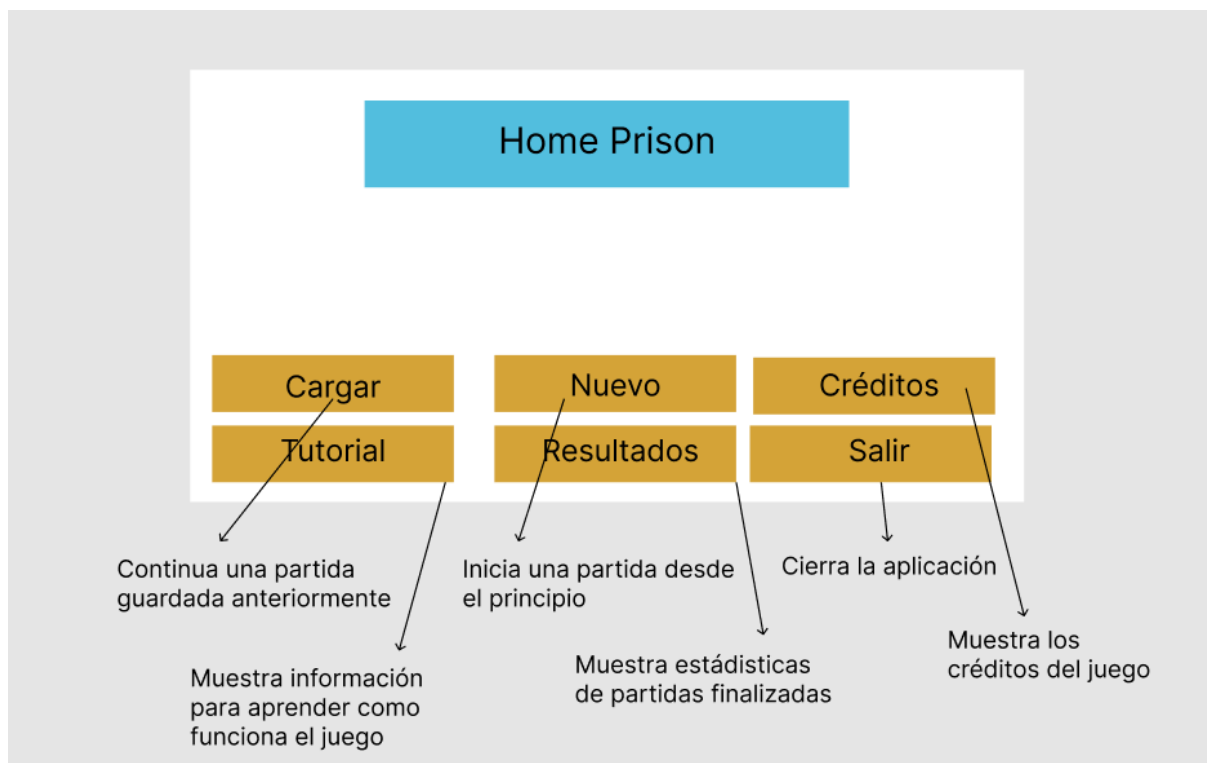 Home Prison
Cargar
Nuevo
Créditos
Tutorial
Resultados
Salir
Continua una partida
guardada anteriormente
Inicia una partida desde
el principio
Cierra la aplicación
Muestra los
créditos del juego
Muestra información
para aprender como
funciona el juego
Muestra estádisticas
de partidas finalizadas